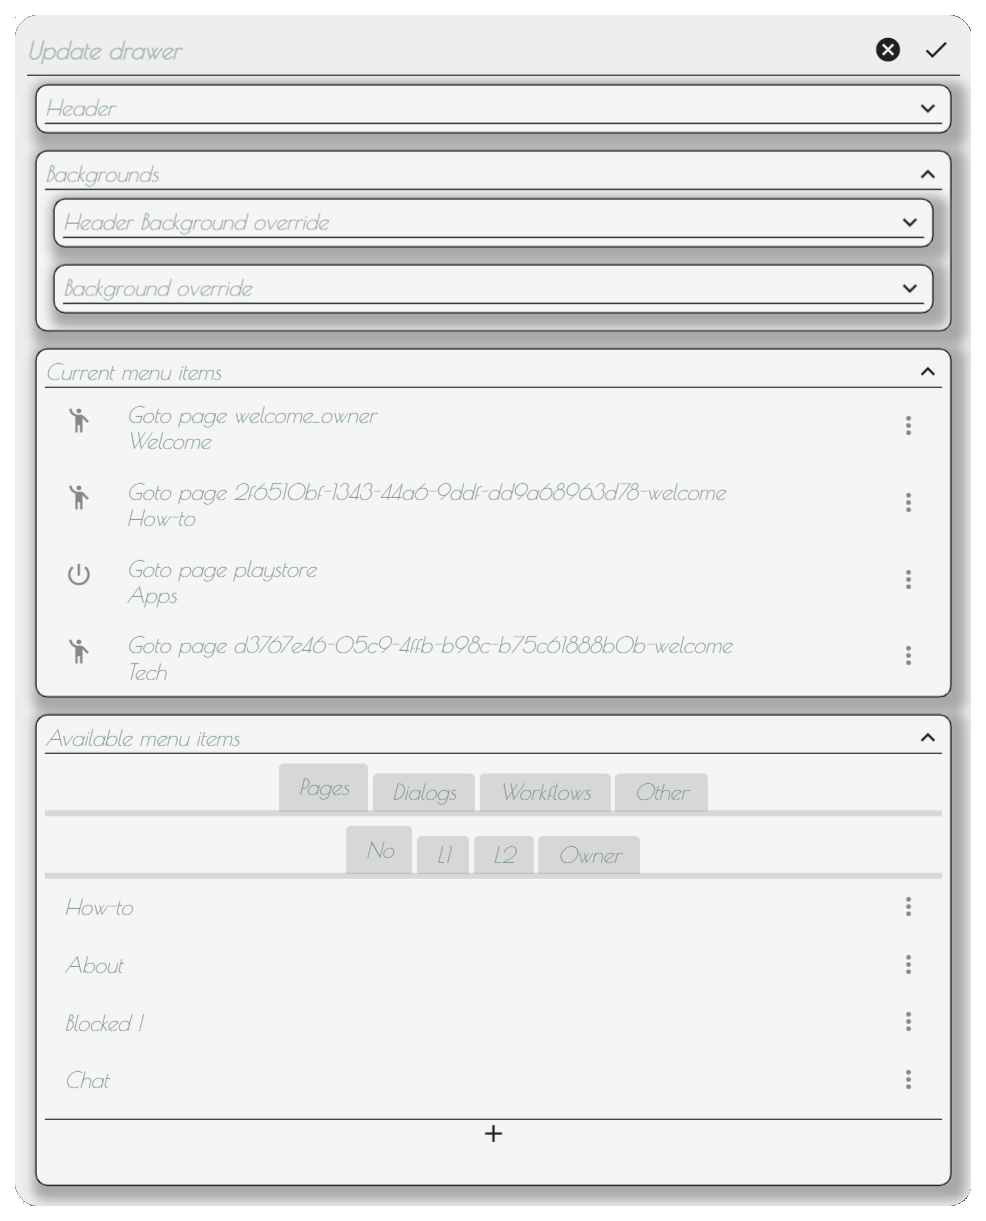 Update drawer
Header
Backgrounds
Header Background override
Background override
Current menu items
Goto page welcome_owner
Welcome
Goto page 2f6510bf-1343-44a6-9ddf-dd9a68963d78-welcome
How-to
Goto page playstore
Apps
Goto page d3767e46-05c9-4ffb-b98c-b75c61888b0b-welcome
Tech
Available menu items
Pages Dialogs Workflows Other
No L1 L2 Owner
How-to
About
Blocked !
Chat